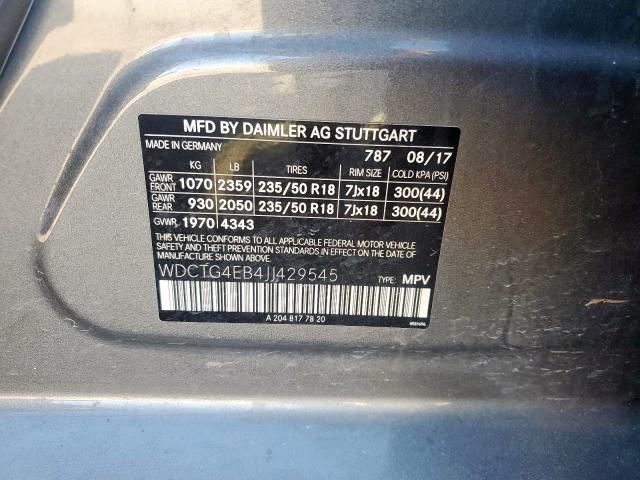 MFD BY DAIMLER AG STUTTGART
MADE IN GERMANY 787 08/17
KG LB TIRES RIM SIZE COLD KPA (PSI)
GAWR FRONT 1070 2359 235/50 R18 7Jx18 300(44)
GAWR REAR 930 2050 235/50 R18 7Jx18 300(44)
GVWR 1970 4343
THIS VEHICLE CONFORMS TO ALL APPLICABLE FEDERAL MOTOR VEHICLE
SAFETY AND THEFT PREVENTION STANDARDS IN EFFECT ON THE DATE OF
MANUFACTURE SHOWN ABOVE.
WDCTG4EB4JJ429545 TYPE: MPV
A 204 817 78 20